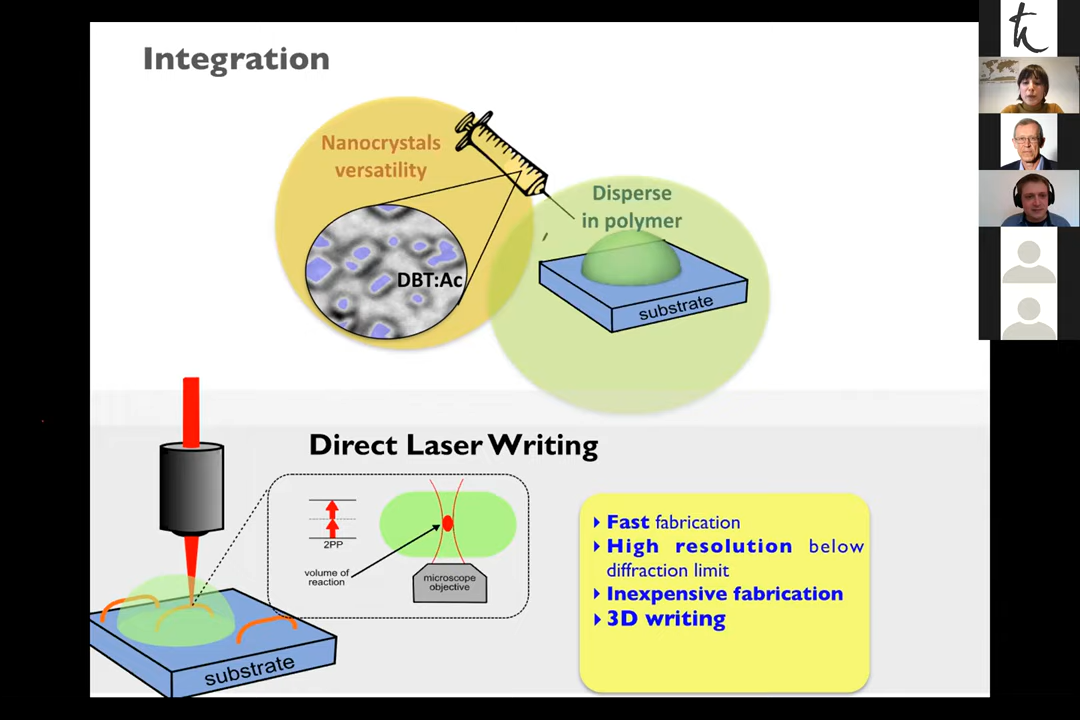 Integration
Nanocrystals
versatility
Disperse
in polymer
DBT:Ac
substrate
Direct Laser Writing
2PP
volume of
reaction
microscope
objective
substrate
Fast fabrication
High resolution below
diffraction limit
Inexpensive fabrication
3D writing